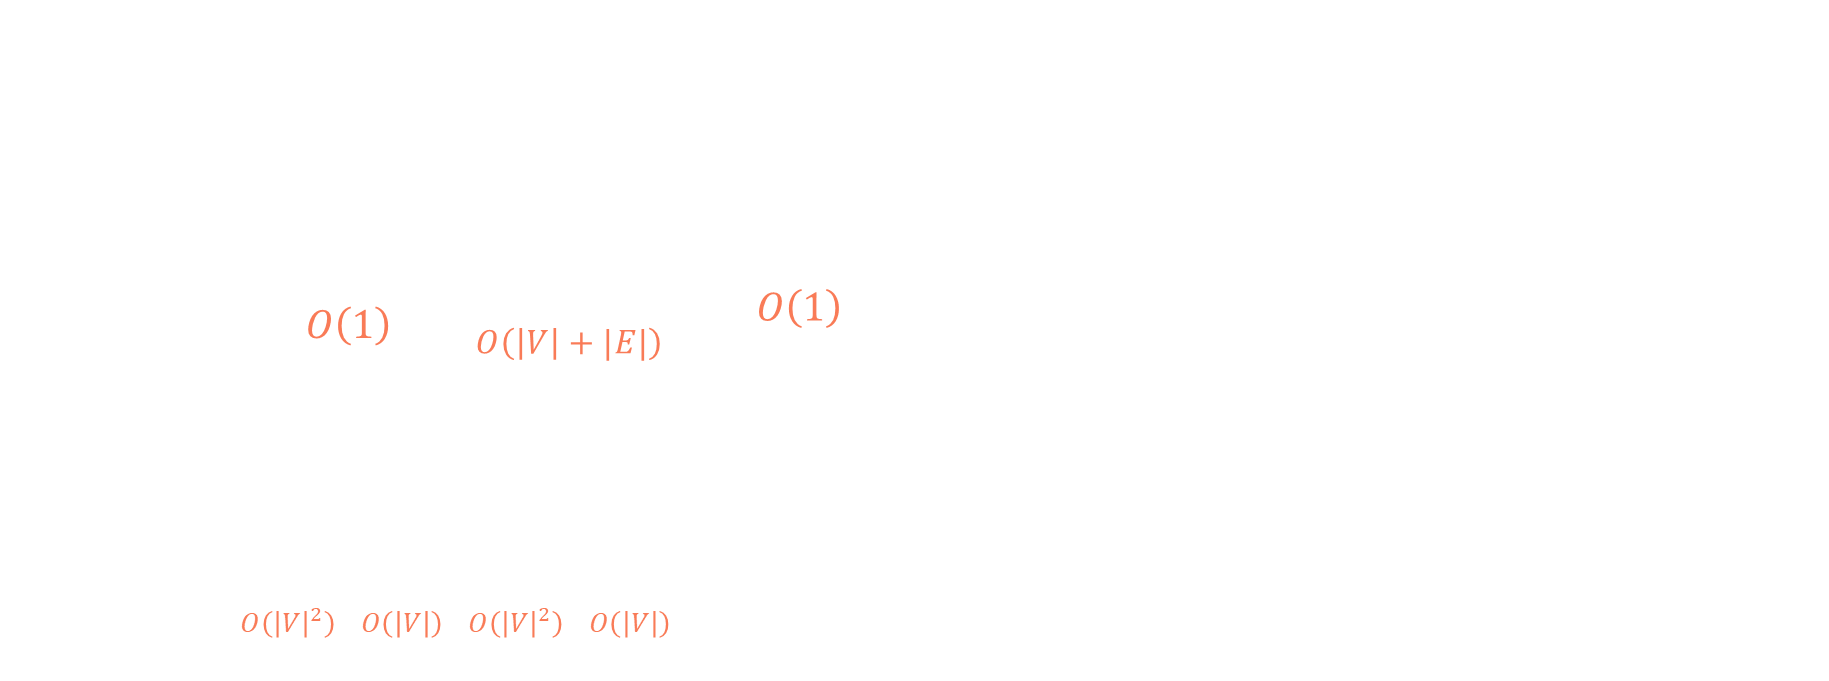 O(1)
O(|V| + |E|)
O(1)
O(|V|²) O(|V|) O(|V|²) O(|V|)